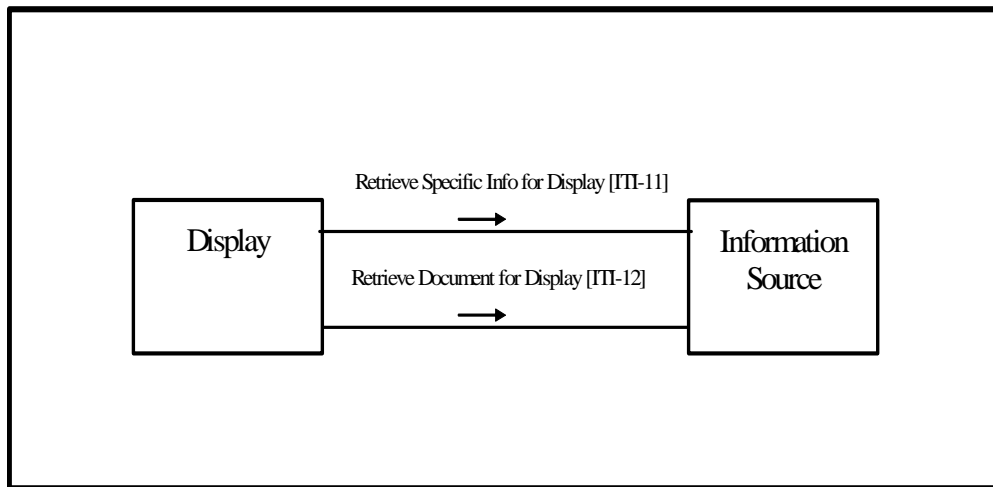 Retrieve Specific Info for Display [ITI-11]
Display
Information
Source
Retrieve Document for Display [ITI-12]